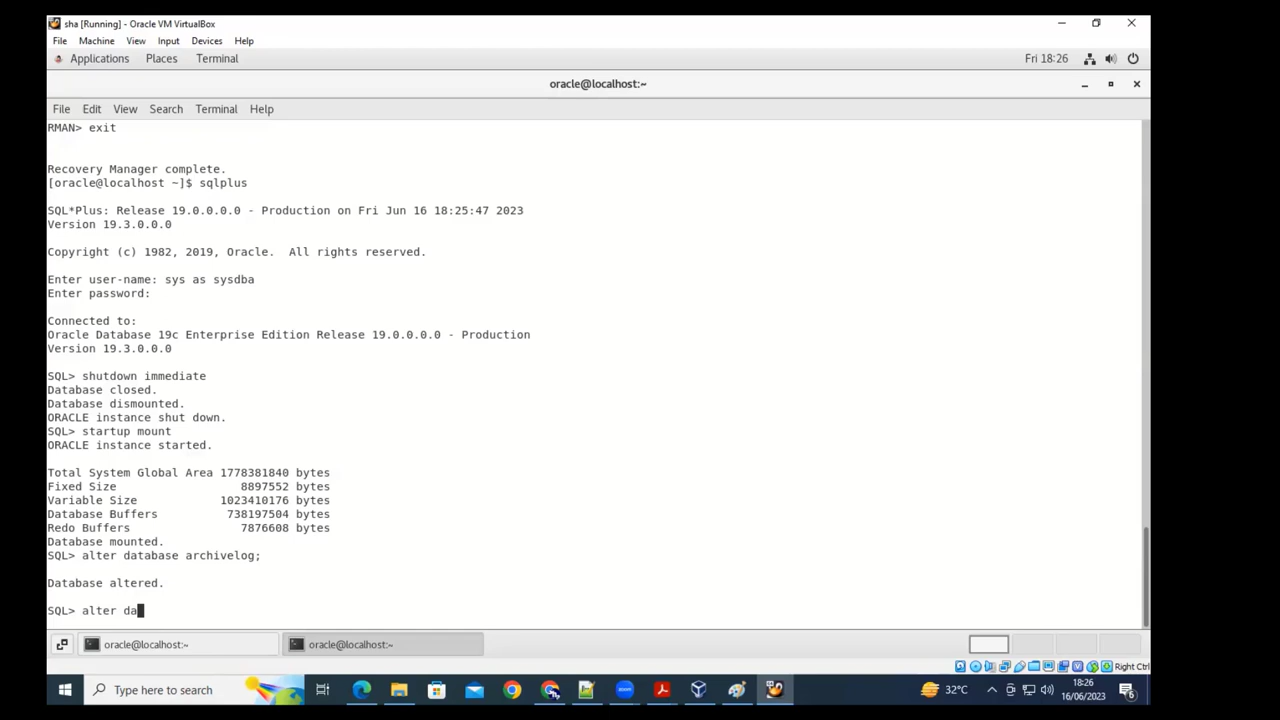 sha [Running] - Oracle VM VirtualBox
File Machine View Input Devices Help
Applications Places Terminal Fri 18:26
oracle@localhost:~
File Edit View Search Terminal Help
RMAN> exit
Recovery Manager complete.
[oracle@localhost ~]$ sqlplus
SQL*Plus: Release 19.0.0.0.0 - Production on Fri Jun 16 18:25:47 2023
Version 19.3.0.0.0
Copyright (c) 1982, 2019, Oracle.  All rights reserved.
Enter user-name: sys as sysdba
Enter password:
Connected to:
Oracle Database 19c Enterprise Edition Release 19.0.0.0.0 - Production
Version 19.3.0.0.0
SQL> shutdown immediate
Database closed.
Database dismounted.
ORACLE instance shut down.
SQL> startup mount
ORACLE instance started.
Total System Global Area 1778381840 bytes
Fixed Size 8897552 bytes
Variable Size 1023410176 bytes
Database Buffers 738197504 bytes
Redo Buffers 7876608 bytes
Database mounted.
SQL> alter database archivelog;
Database altered.
SQL> alter da
oracle@localhost:~ oracle@localhost:~
Right Ctrl
Type here to search 32°C 18:26
16/06/2023 6